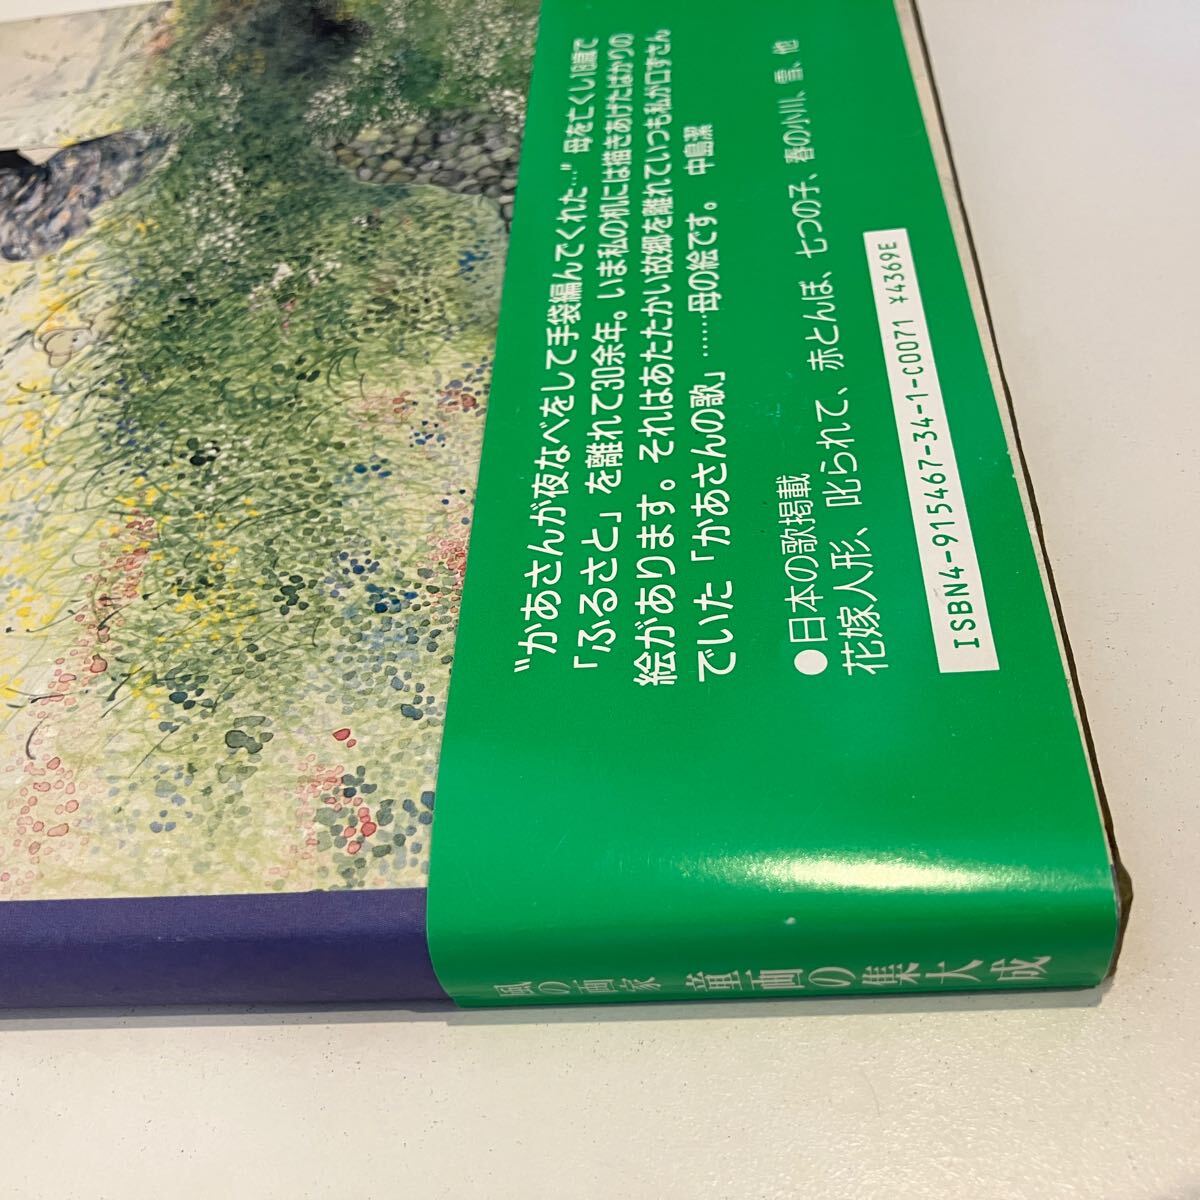 "かあさんが夜なべをして手袋編んでくれた…" 母を亡くし18歳で
「ふるさと」を離れて30余年。いま私の机には描きあげたばかりの
絵があります。それはあたたかい故郷を離れていつも私が口ずさん
でいた「かあさんの歌」……母の絵です。 中島潔
●日本の歌掲載
花嫁人形、叱られて、赤とんぼ、七つの子、春の小川、雪、他
ISBN4-915467-34-1-C0071 ¥4369E
風の画家 童画の集大成